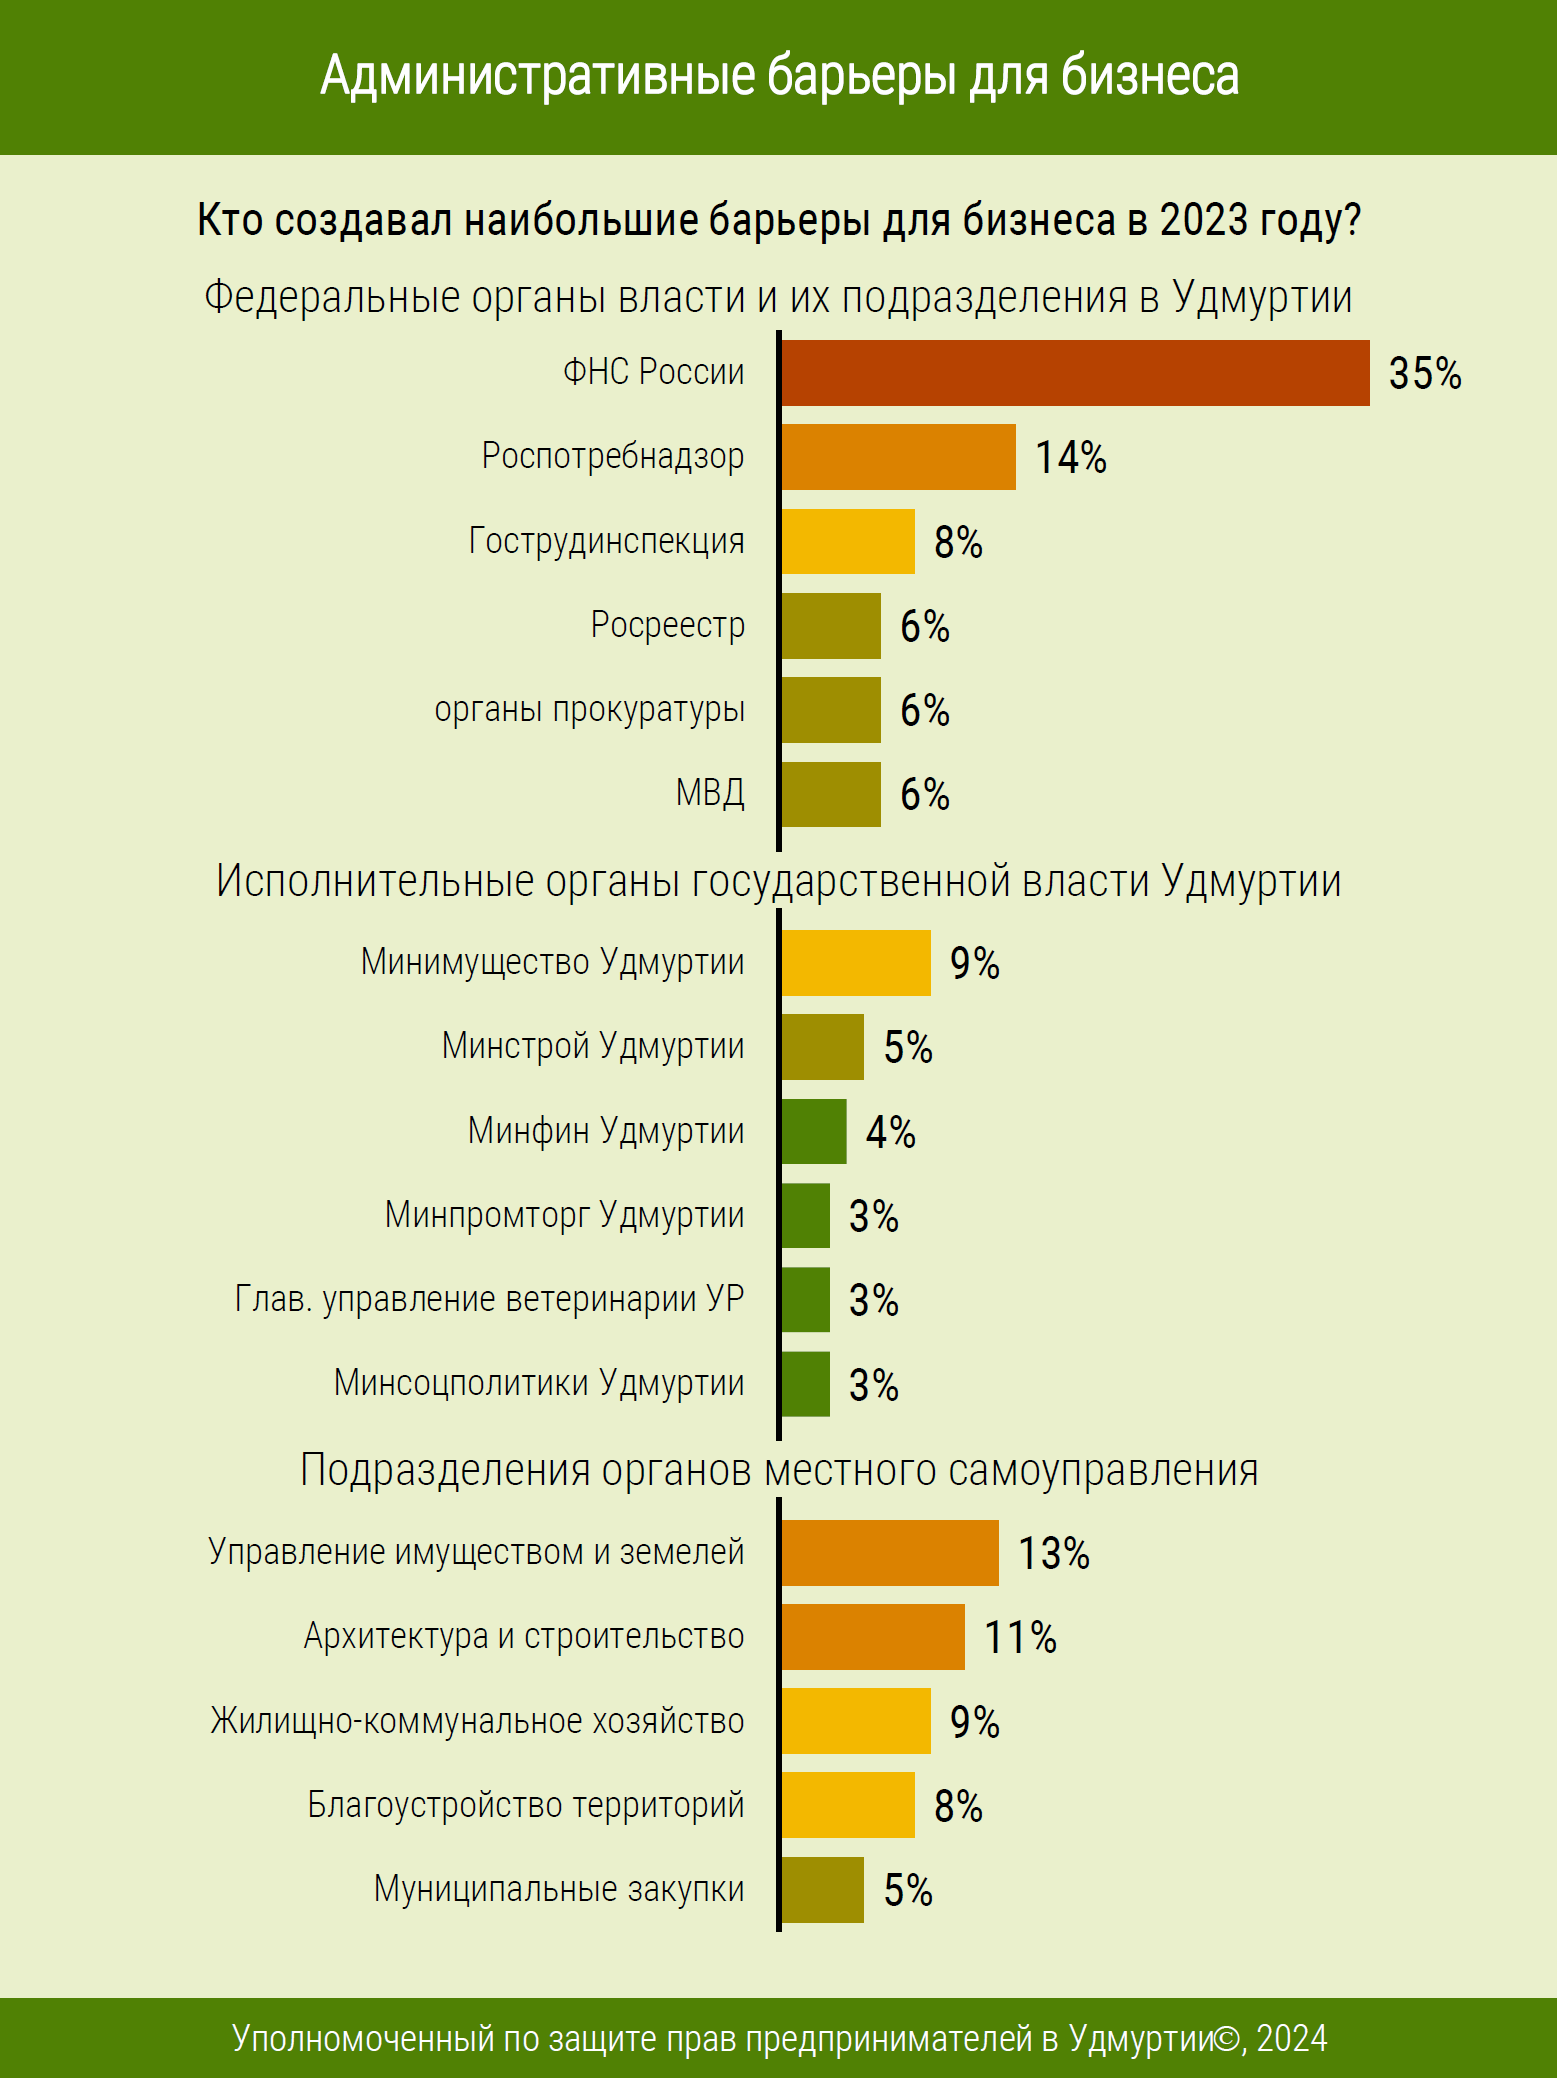 Административные барьеры для бизнеса
Кто создавал наибольшие барьеры для бизнеса в 2023 году?
Федеральные органы власти и их подразделения в Удмуртии
ФНС России 35%
Роспотребнадзор 14%
Гострудинспекция 8%
Росреестр 6%
органы прокуратуры 6%
МВД 6%
Исполнительные органы государственной власти Удмуртии
Минимущество Удмуртии 9%
Минстрой Удмуртии 5%
Минфин Удмуртии 4%
Минпромторг Удмуртии 3%
Глав. управление ветеринарии УР 3%
Минсоцполитики Удмуртии 3%
Подразделения органов местного самоуправления
Управление имуществом и земелей 13%
Архитектура и строительство 11%
Жилищно-коммунальное хозяйство 9%
Благоустройство территорий 8%
Муниципальные закупки 5%
Уполномоченный по защите прав предпринимателей в Удмуртии©, 2024